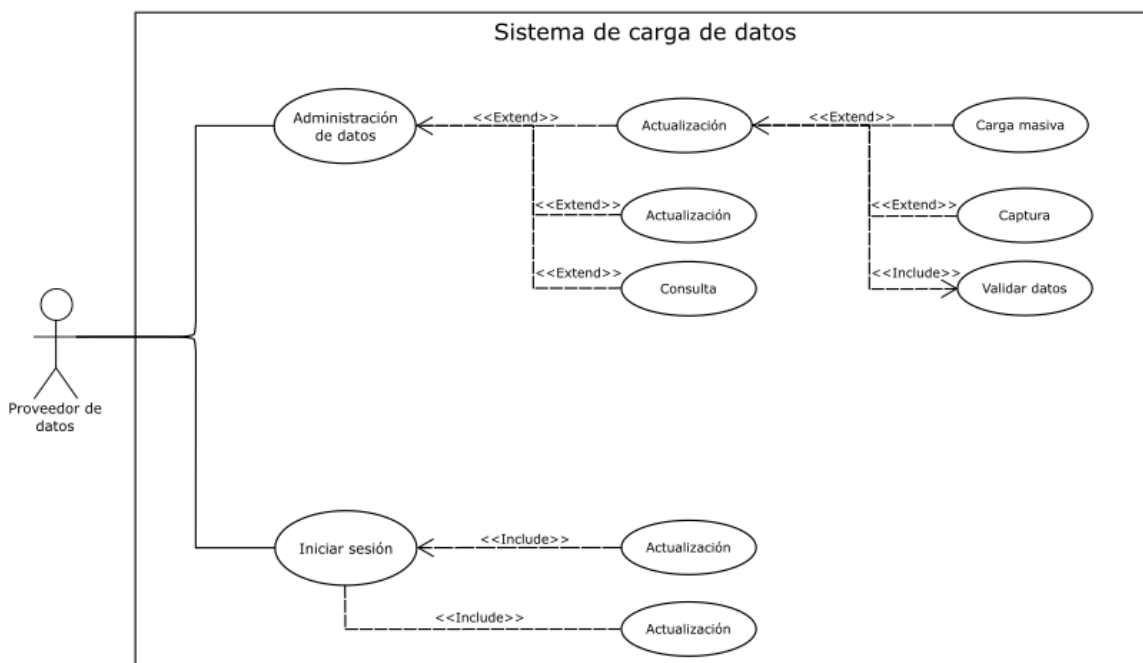 Sistema de carga de datos
Administración
de datos
<<Extend>>
Actualización
<<Extend>>
Carga masiva
<<Extend>>
Actualización
<<Extend>>
Captura
<<Extend>>
Consulta
<<Include>>
Validar datos
Proveedor de
datos
Iniciar sesión
<<Include>>
Actualización
<<Include>>
Actualización